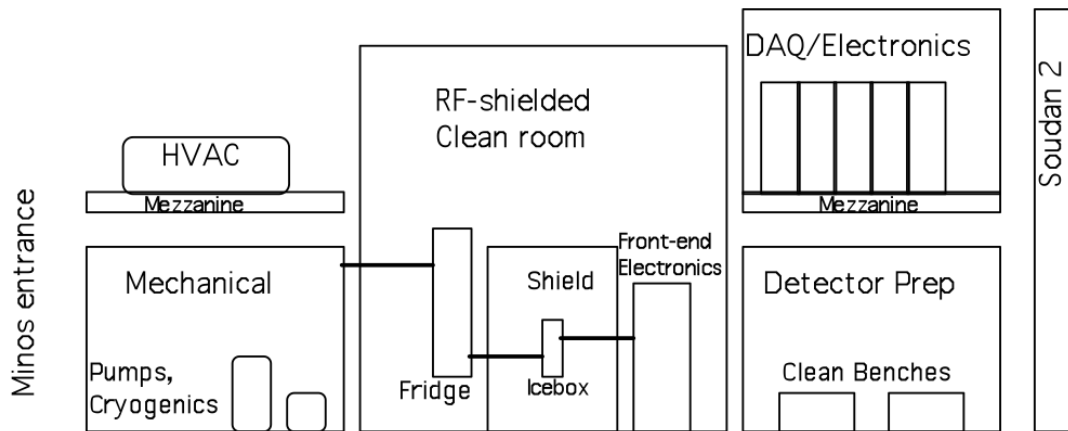 Minos entrance
HVAC
Mezzanine
Mechanical
Pumps,
Cryogenics
RF-shielded
Clean room
Fridge
Shield
Icebox
Front-end
Electronics
DAQ/Electronics
Mezzanine
Detector Prep
Clean Benches
Soudan 2